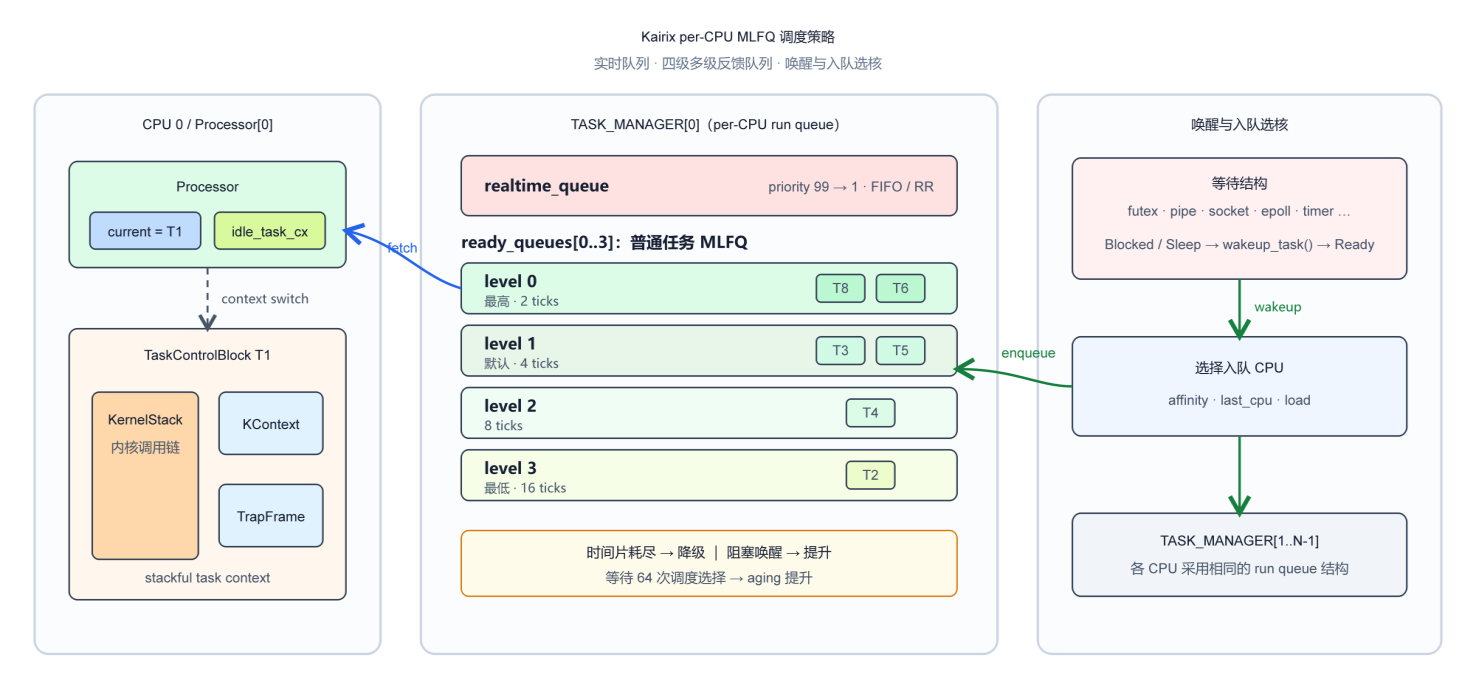 Kairix per-CPU MLFQ 调度策略
实时队列 · 四级多级反馈队列 · 唤醒与入队选核
CPU 0 / Processor[0]
Processor
current = T1
idle_task_cx
context switch
TaskControlBlock T1
KernelStack
内核调用链
KContext
TrapFrame
stackful task context
fetch
TASK_MANAGER[0]（per-CPU run queue）
realtime_queue
priority 99 → 1 · FIFO / RR
ready_queues[0..3]：普通任务 MLFQ
level 0
最高 · 2 ticks
T8
T6
level 1
默认 · 4 ticks
T3
T5
level 2
8 ticks
T4
level 3
最低 · 16 ticks
T2
时间片耗尽 → 降级 ｜ 阻塞唤醒 → 提升
等待 64 次调度选择 → aging 提升
enqueue
唤醒与入队选核
等待结构
futex · pipe · socket · epoll · timer …
Blocked / Sleep → wakeup_task() → Ready
wakeup
选择入队 CPU
affinity · last_cpu · load
TASK_MANAGER[1..N-1]
各 CPU 采用相同的 run queue 结构